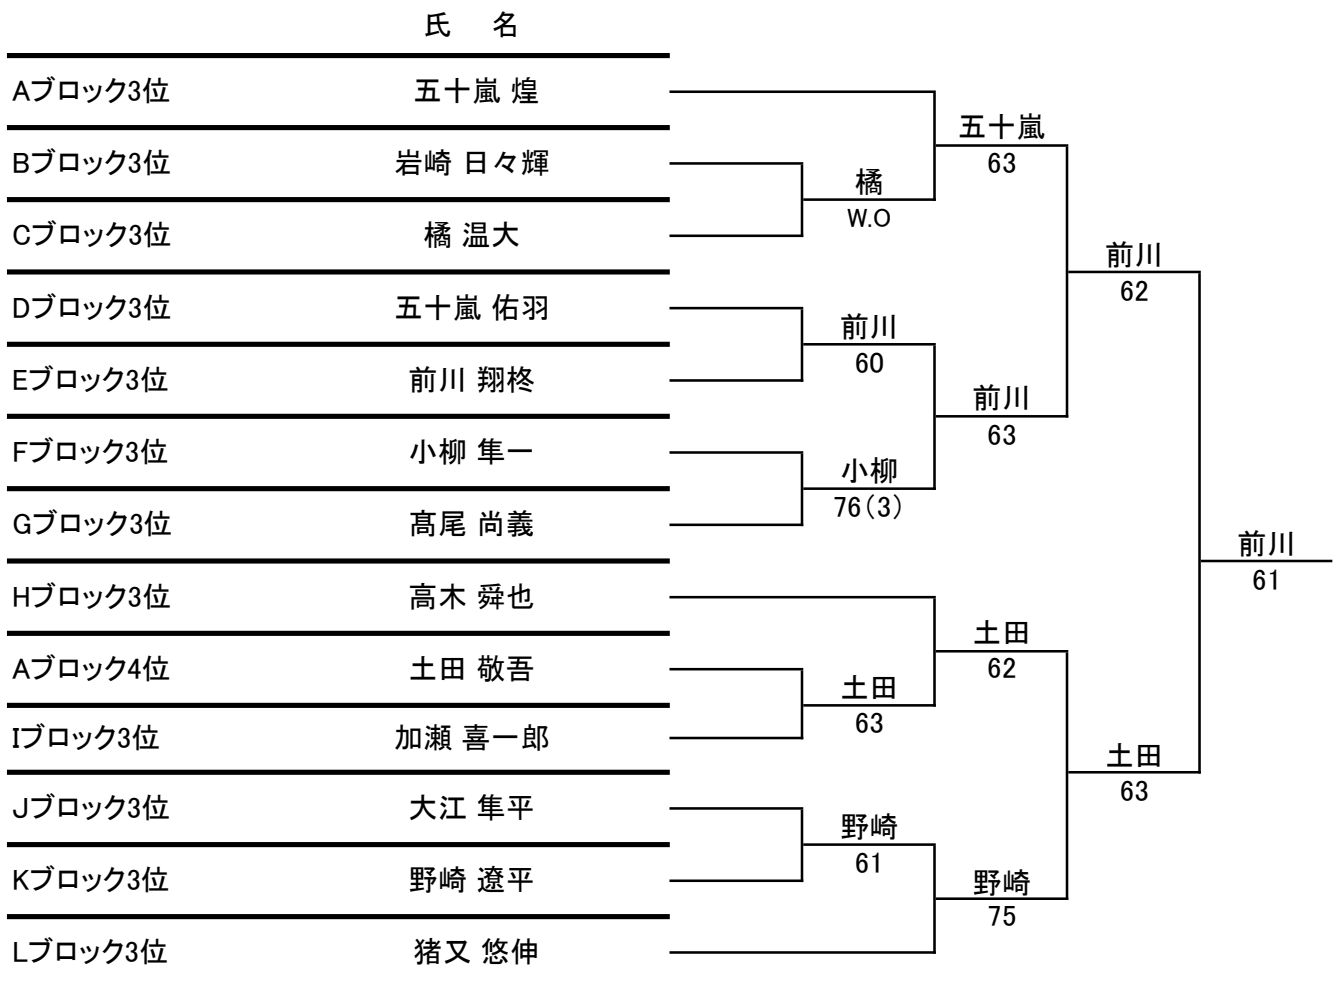 氏 名
Aブロック3位 五十嵐 煌
五十嵐
63
Bブロック3位 岩崎 日々輝
橘
W.O
Cブロック3位 橘 温大
前川
62
Dブロック3位 五十嵐 佑羽
前川
60
Eブロック3位 前川 翔柊
前川
63
Fブロック3位 小柳 隼一
小柳
76(3)
Gブロック3位 髙尾 尚義
前川
61
Hブロック3位 高木 舜也
土田
62
Aブロック4位 土田 敬吾
土田
63
Iブロック3位 加瀬 喜一郎
土田
63
Jブロック3位 大江 隼平
野崎
61
Kブロック3位 野崎 遼平
野崎
75
Lブロック3位 猪又 悠伸